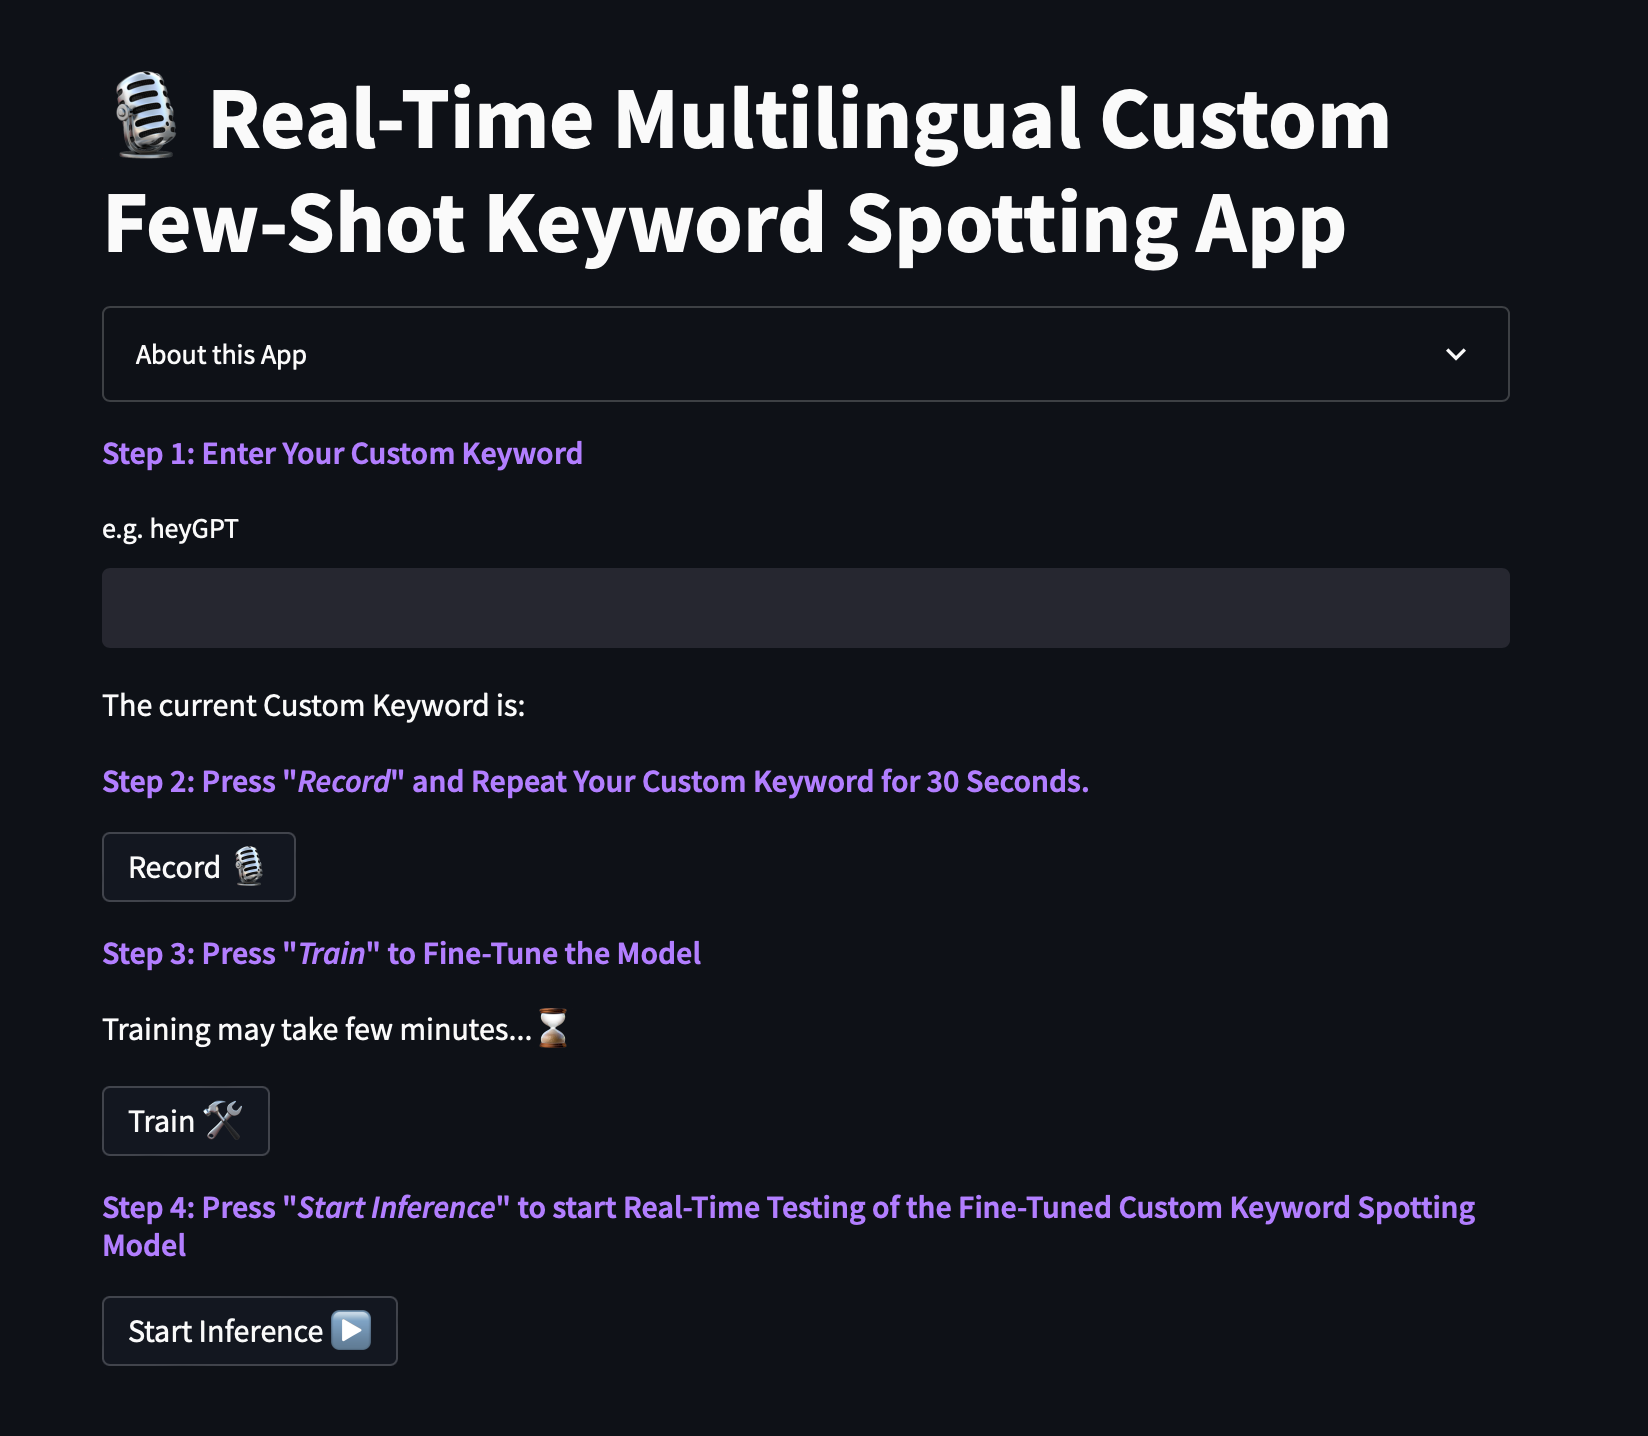 Real-Time Multilingual Custom
Few-Shot Keyword Spotting App
About this App
Step 1: Enter Your Custom Keyword
e.g. heyGPT
The current Custom Keyword is:
Step 2: Press "Record" and Repeat Your Custom Keyword for 30 Seconds.
Record
Step 3: Press "Train" to Fine-Tune the Model
Training may take few minutes...
Train
Step 4: Press "Start Inference" to start Real-Time Testing of the Fine-Tuned Custom Keyword Spotting
Model
Start Inference